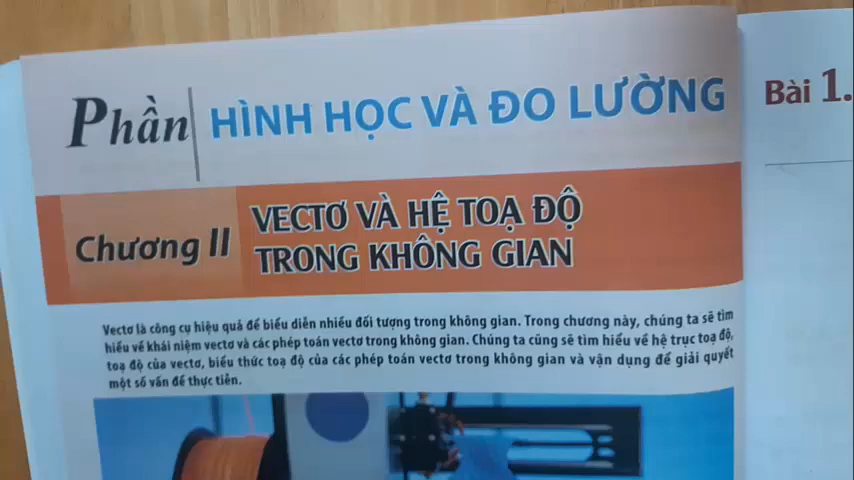 Phần HÌNH HỌC VÀ ĐO LƯỜNG
Chương II
VECTƠ VÀ HỆ TOẠ ĐỘ
TRONG KHÔNG GIAN
Vectơ là công cụ hiệu quả để biểu diễn nhiều đối tượng trong không gian. Trong chương này, chúng ta sẽ tìm
hiểu về khái niệm vectơ và các phép toán vectơ trong không gian. Chúng ta cũng sẽ tìm hiểu về hệ trục toạ độ,
toạ độ của vectơ, biểu thức toạ độ của các phép toán vectơ trong không gian và vận dụng để giải quyết
một số vấn đề thực tiễn.
Bài 1.